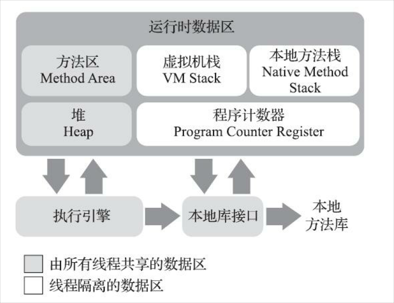 运行时数据区
方法区
Method Area
虚拟机栈
VM Stack
本地方法栈
Native Method
Stack
堆
Heap
程序计数器
Program Counter Register
执行引擎
本地库接口
本地
方法库
由所有线程共享的数据区
线程隔离的数据区